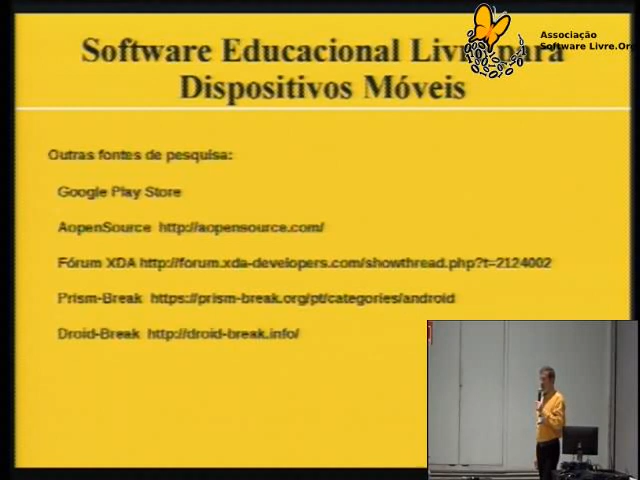 Software Educacional Livre para
Dispositivos Móveis
Associação
Software Livre.Or
Outras fontes de pesquisa:
Google Play Store
AopenSource http://aopensource.com/
Fórum XDA http://forum.xda-developers.com/showthread.php?t=2124002
Prism-Break https://prism-break.org/pt/categories/android
Droid-Break http://droid-break.info/